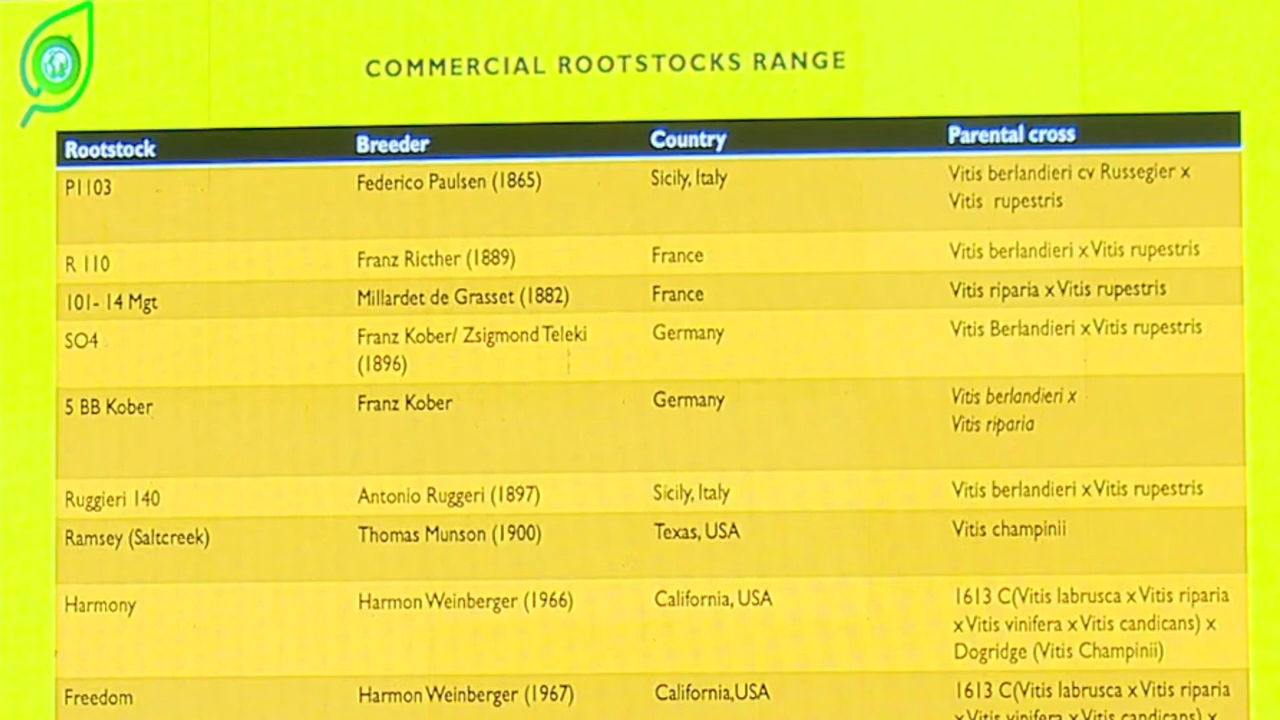 COMMERCIAL ROOTSTOCKS RANGE
Rootstock Breeder Country Parental cross
P1103 Federico Paulsen (1865) Sicily, Italy Vitis berlandieri cv Russegier x
Vitis rupestris
R 110 Franz Ricther (1889) France Vitis berlandieri x Vitis rupestris
101- 14 Mgt Millardet de Grasset (1882) France Vitis riparia x Vitis rupestris
SO4 Franz Kober/ Zsigmond Teleki Germany Vitis Berlandieri x Vitis rupestris
(1896)
5 BB Kober Franz Kober Germany Vitis berlandieri x
Vitis riparia
Ruggieri 140 Antonio Ruggeri (1897) Sicily, Italy Vitis berlandieri x Vitis rupestris
Ramsey (Saltcreek) Thomas Munson (1900) Texas, USA Vitis champinii
Harmony Harmon Weinberger (1966) California, USA 1613 C(Vitis labrusca x Vitis riparia
x Vitis vinifera x Vitis candicans) x
Dogridge (Vitis Champinii)
Freedom Harmon Weinberger (1967) California,USA 1613 C(Vitis labrusca x Vitis riparia
x Vitis vinifera x Vitis candicans) x